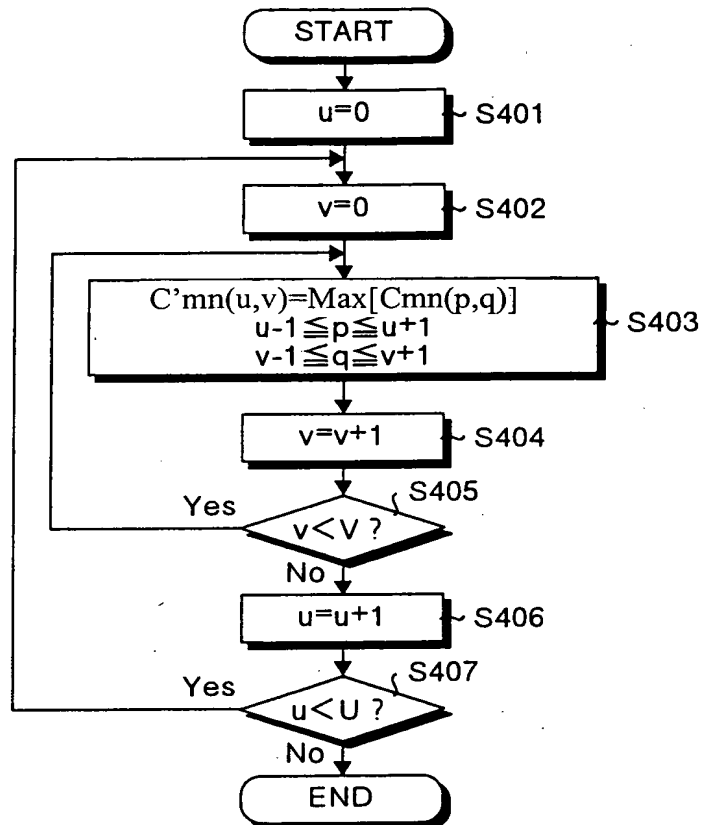 START
u=0
S401
v=0
S402
C’mn(u,v)=Max[Cmn(p,q)]
u-1≦p≦u+1
v-1≦q≦v+1
S403
v=v+1
S404
S405
Yes
v<V ?
No
u=u+1
S406
S407
Yes
u<U ?
No
END